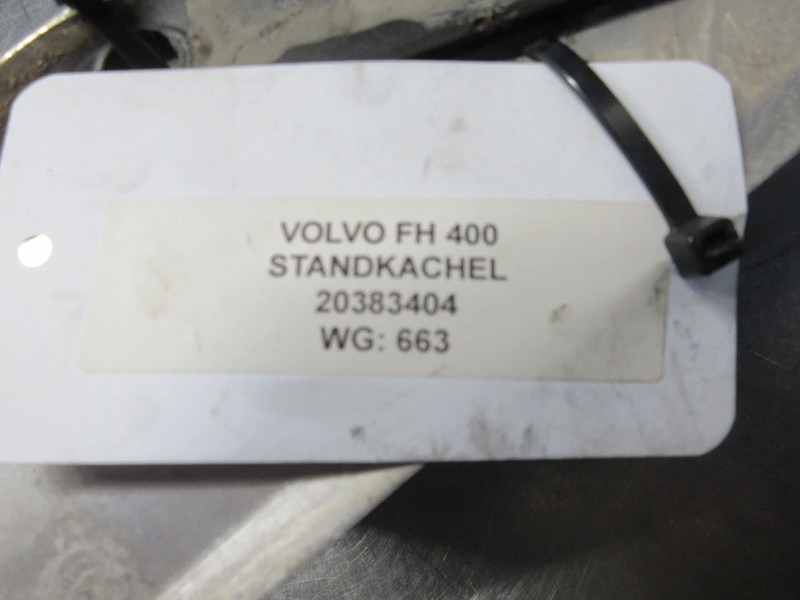 VOLVO FH 400
STANDKACHEL
20383404
WG: 663